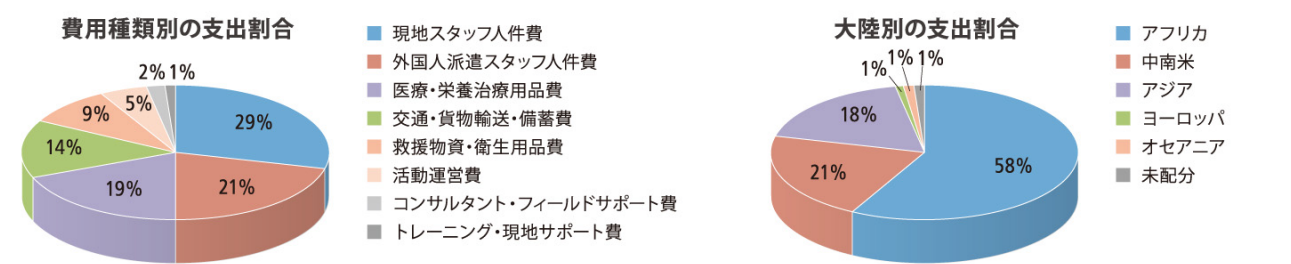 費用種類別の支出割合
2%
1%
5%
9%
29%
14%
19%
21%
現地スタッフ人件費
外国人派遣スタッフ人件費
医療・栄養治療用品費
交通・貨物輸送・備蓄費
救援物資・衛生用品費
活動運営費
コンサルタント・フィールドサポート費
トレーニング・現地サポート費
大陸別の支出割合
1%
1%
1%
18%
21%
58%
アフリカ
中南米
アジア
ヨーロッパ
オセアニア
未配分